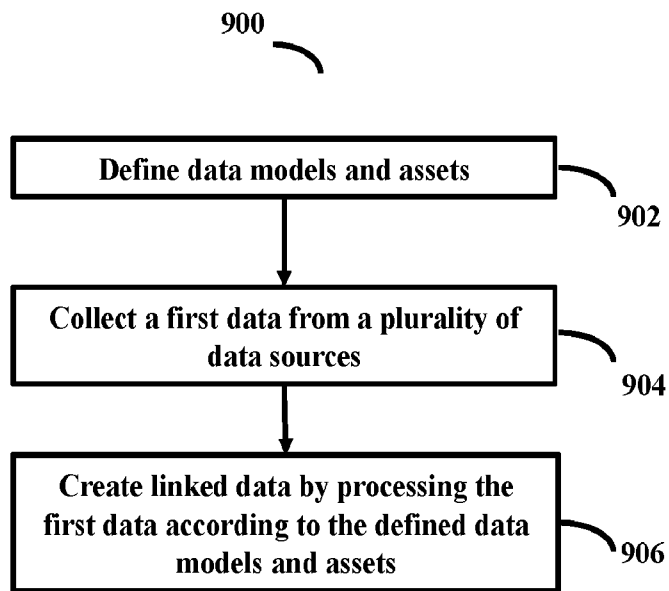 900
Define data models and assets
902
Collect a first data from a plurality of
data sources
904
Create linked data by processing the
first data according to the defined data
models and assets
906